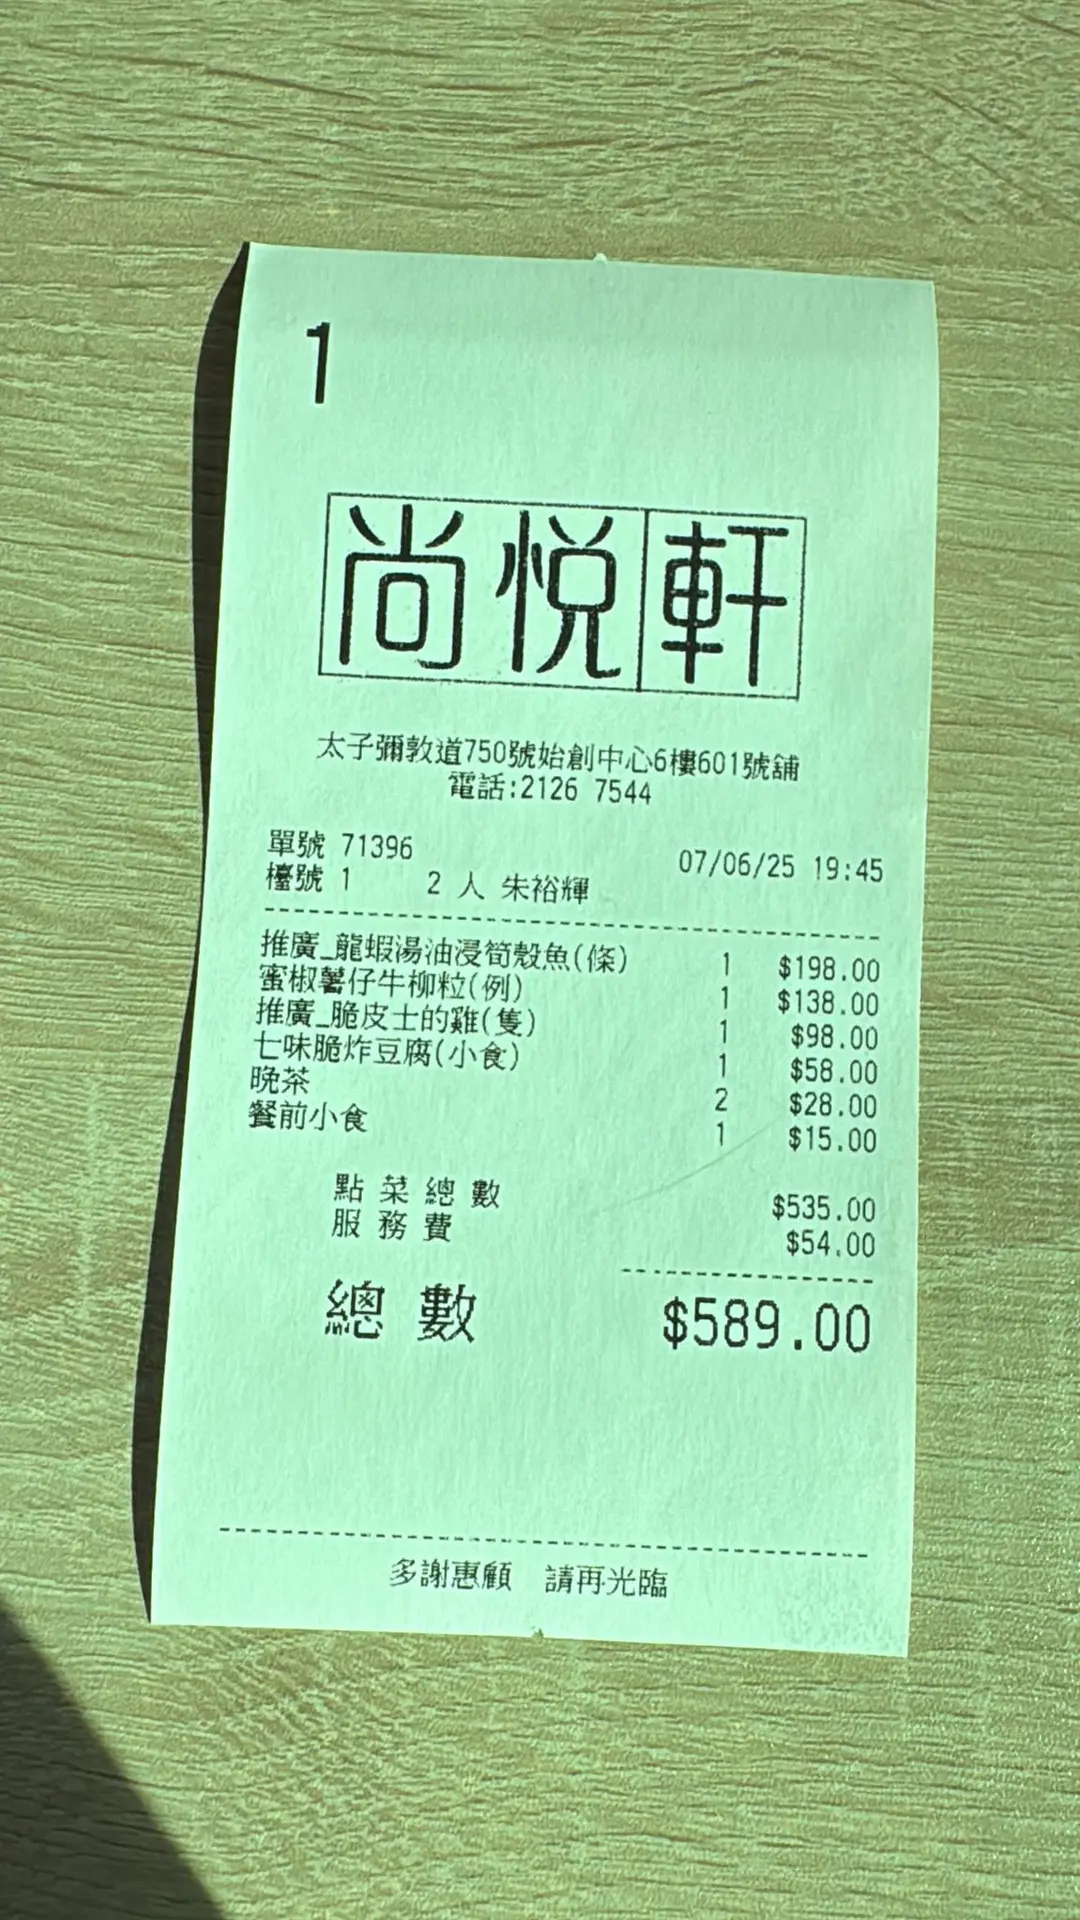 1
尚悦軒
太子彌敦道750號始創中心6樓601號舖
電話:2126 7544
單號 71396 07/06/25 19:45
檯號 1 2 人 朱裕輝
推廣_龍蝦湯油浸筍殼魚(條) 1 $198.00
蜜椒薯仔牛柳粒(例) 1 $138.00
推廣_脆皮士的雞(隻) 1 $98.00
七味脆炸豆腐(小食) 1 $58.00
晚茶 2 $28.00
餐前小食 1 $15.00
點菜總數 $535.00
服務費 $54.00
總數 $589.00
多謝惠顧 請再光臨